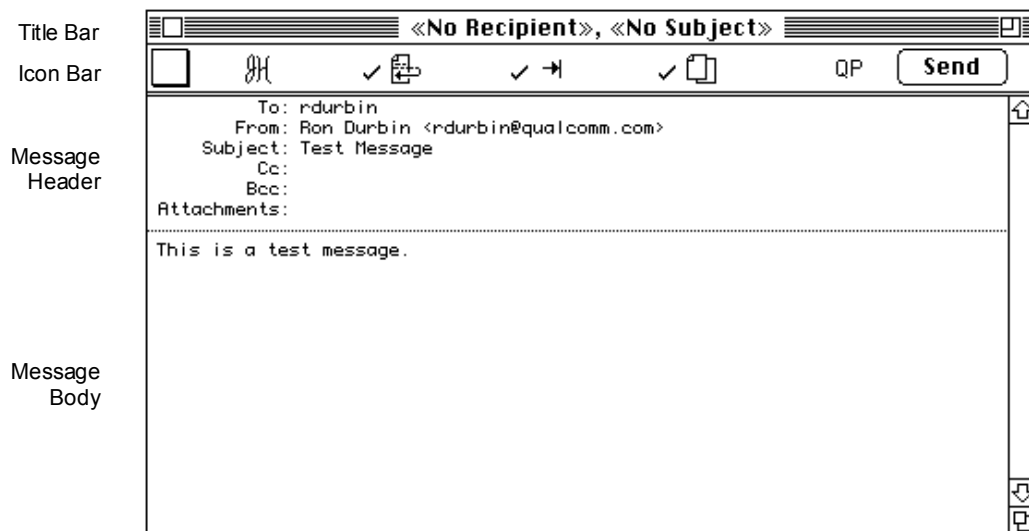 Title Bar
«No Recipient», «No Subject»
Icon Bar
QP
Send
To: rdurbin
From: Ron Durbin <rdurbin@qualcomm.com>
Subject: Test Message
Cc:
Bcc:
Attachments:
Message
Header
This is a test message.
Message
Body